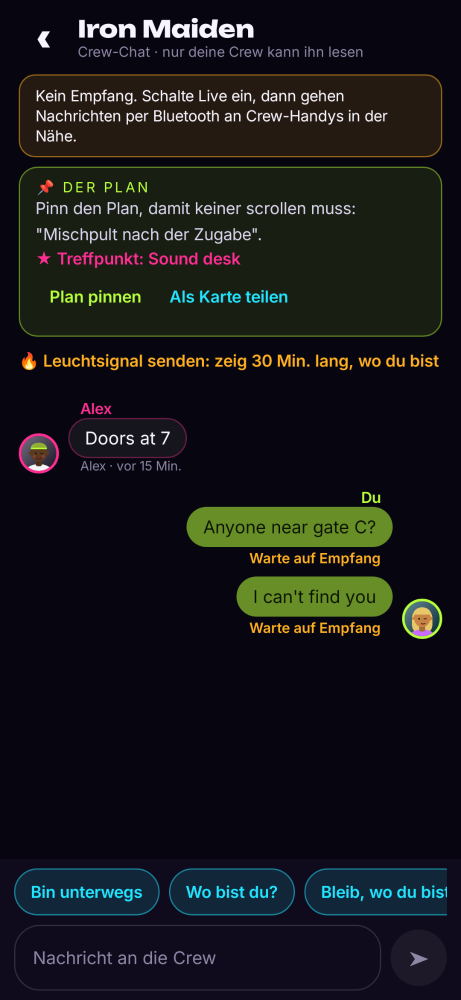 Iron Maiden
Crew-Chat · nur deine Crew kann ihn lesen
Kein Empfang. Schalte Live ein, dann gehen
Nachrichten per Bluetooth an Crew-Handys in der
Nähe.
📌 DER PLAN
Pinn den Plan, damit keiner scrollen muss:
"Mischpult nach der Zugabe".
★ Treffpunkt: Sound desk
Plan pinnen Als Karte teilen
🔥 Leuchtsignal senden: zeig 30 Min. lang, wo du bist
Alex
Doors at 7
Alex · vor 15 Min.
Du
Anyone near gate C?
Warte auf Empfang
I can't find you
Warte auf Empfang
Bin unterwegs Wo bist du? Bleib, wo du bist
Nachricht an die Crew